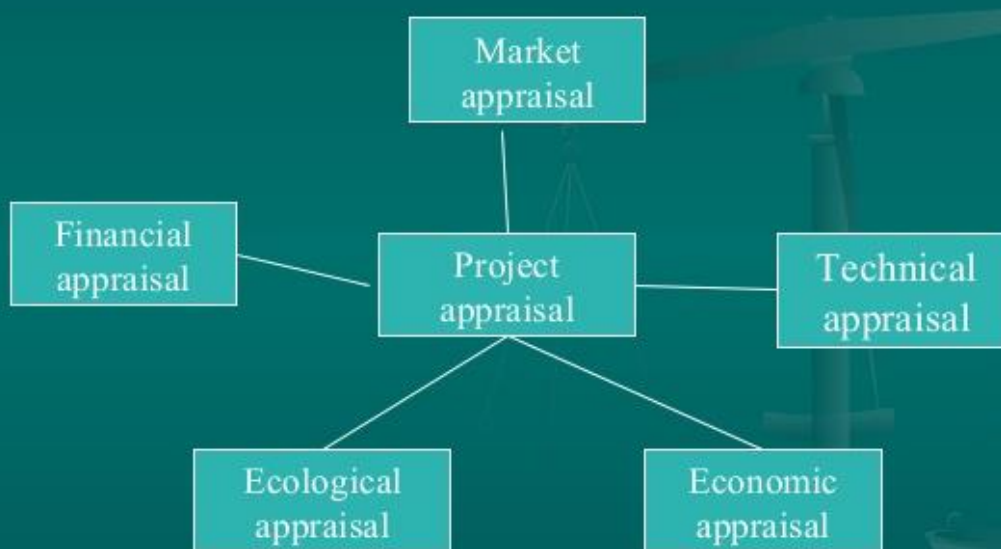 Market
appraisal
Financial
appraisal
Project
appraisal
Technical
appraisal
Ecological
appraisal
Economic
appraisal